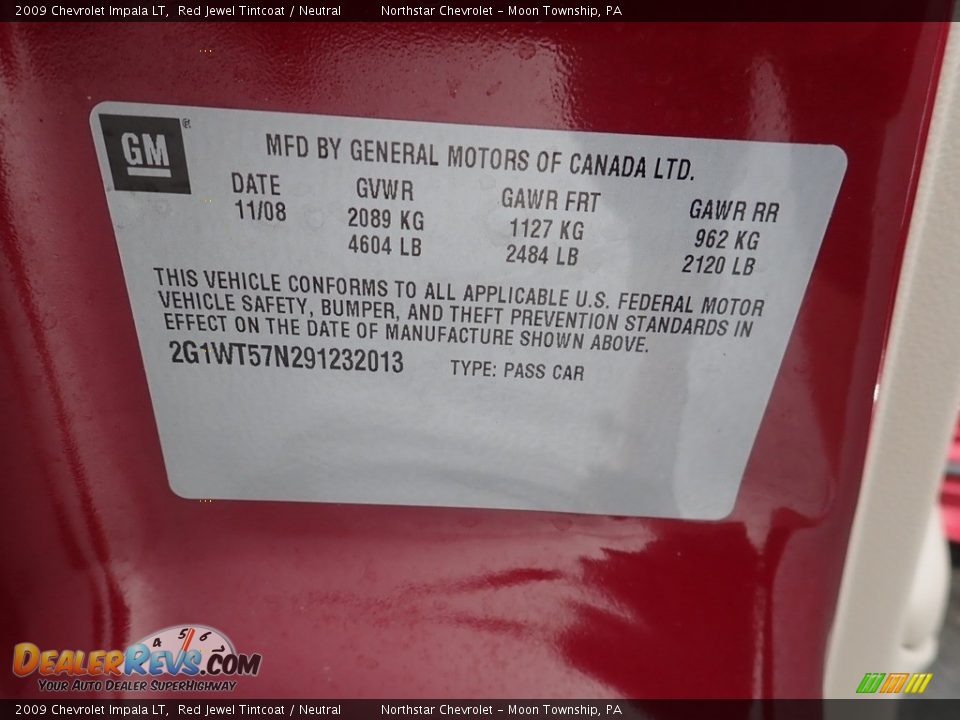 2009 Chevrolet Impala LT, Red Jewel Tintcoat / Neutral Northstar Chevrolet - Moon Township, PA
GM®
MFD BY GENERAL MOTORS OF CANADA LTD.
DATE GVWR GAWR FRT GAWR RR
11/08 2089 KG 1127 KG 962 KG
4604 LB 2484 LB 2120 LB
THIS VEHICLE CONFORMS TO ALL APPLICABLE U.S. FEDERAL MOTOR
VEHICLE SAFETY, BUMPER, AND THEFT PREVENTION STANDARDS IN
EFFECT ON THE DATE OF MANUFACTURE SHOWN ABOVE.
2G1WT57N291232013 TYPE: PASS CAR
4 5 6
DEALERREVS.COM
YOUR AUTO DEALER SUPERHIGHWAY
2009 Chevrolet Impala LT, Red Jewel Tintcoat / Neutral Northstar Chevrolet - Moon Township, PA